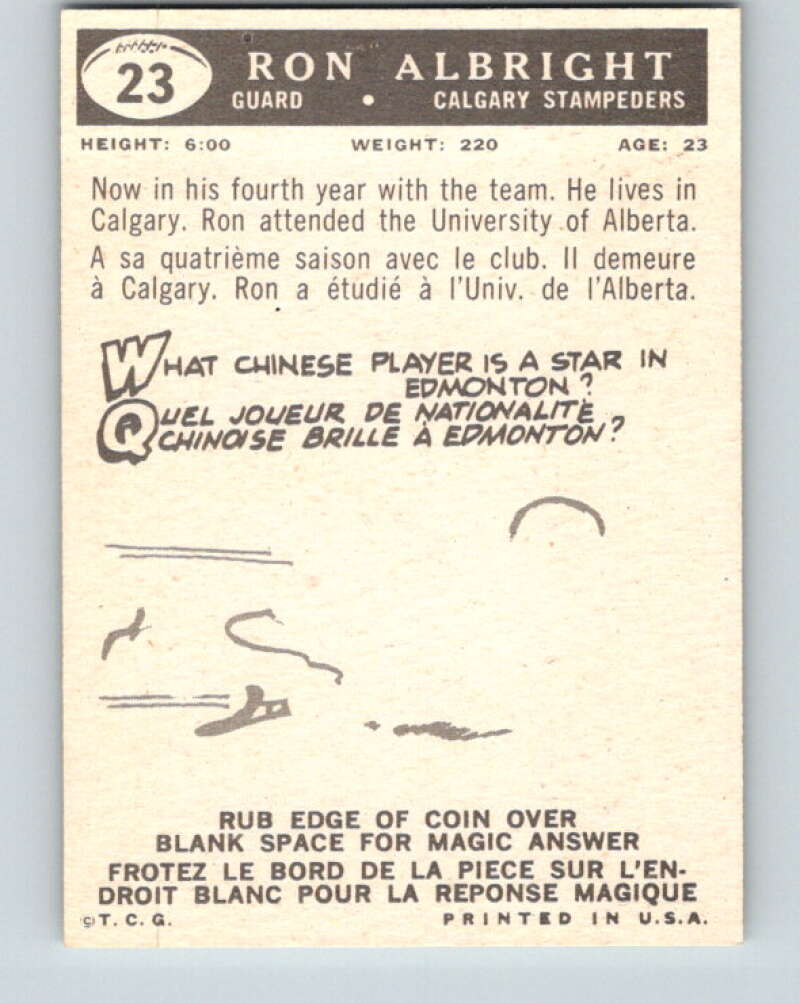 23
RON ALBRIGHT
GUARD • CALGARY STAMPEDERS
HEIGHT: 6:00 WEIGHT: 220 AGE: 23
Now in his fourth year with the team. He lives in
Calgary. Ron attended the University of Alberta.
A sa quatrième saison avec le club. Il demeure
à Calgary. Ron a étudié à l'Univ. de l'Alberta.
WHAT CHINESE PLAYER IS A STAR IN
EDMONTON?
QUEL JOUEUR DE NATIONALITÉ
CHINOISE BRILLE À EDMONTON?
RUB EDGE OF COIN OVER
BLANK SPACE FOR MAGIC ANSWER
FROTEZ LE BORD DE LA PIECE SUR L'EN-
DROIT BLANC POUR LA REPONSE MAGIQUE
©T. C. G. PRINTED IN U.S.A.